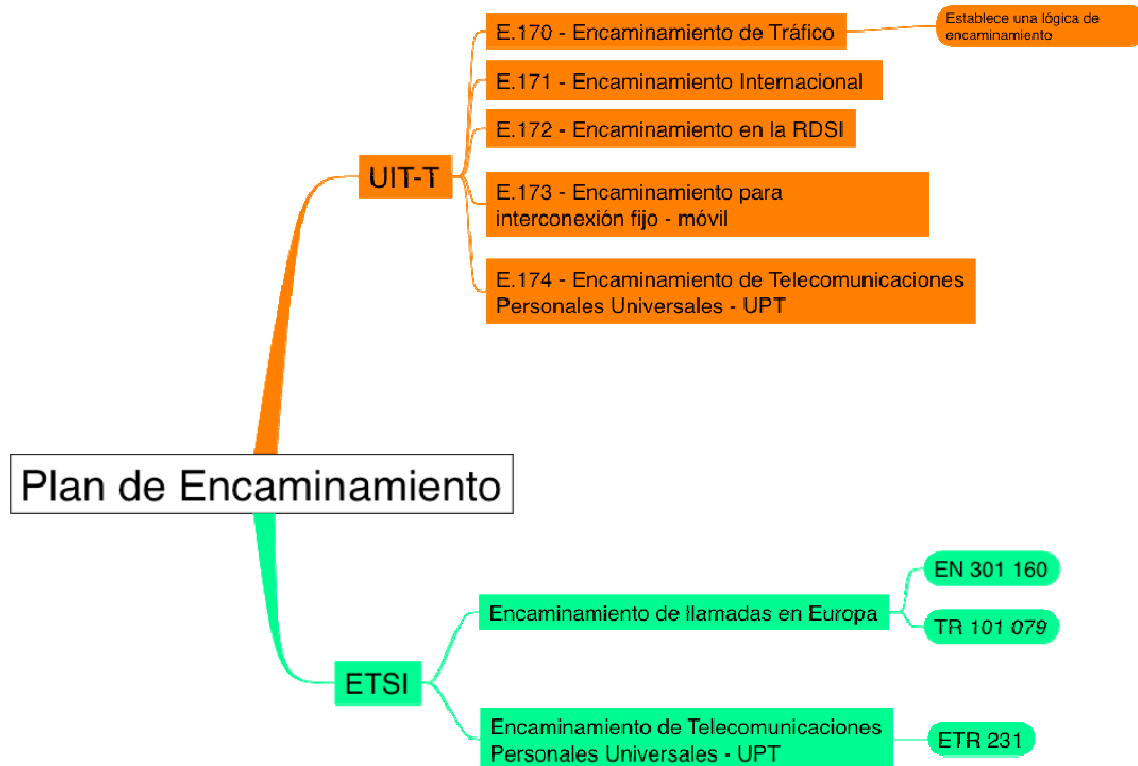 E.170 - Encaminamiento de Tráfico
Establece una lógica de
encaminamiento
E.171 - Encaminamiento Internacional
E.172 - Encaminamiento en la RDSI
UIT-T
E.173 - Encaminamiento para
interconexión fijo - móvil
E.174 - Encaminamiento de Telecomunicaciones
Personales Universales - UPT
Plan de Encaminamiento
EN 301 160
Encaminamiento de llamadas en Europa
TR 101 079
ETSI
Encaminamiento de Telecomunicaciones
Personales Universales - UPT
ETR 231